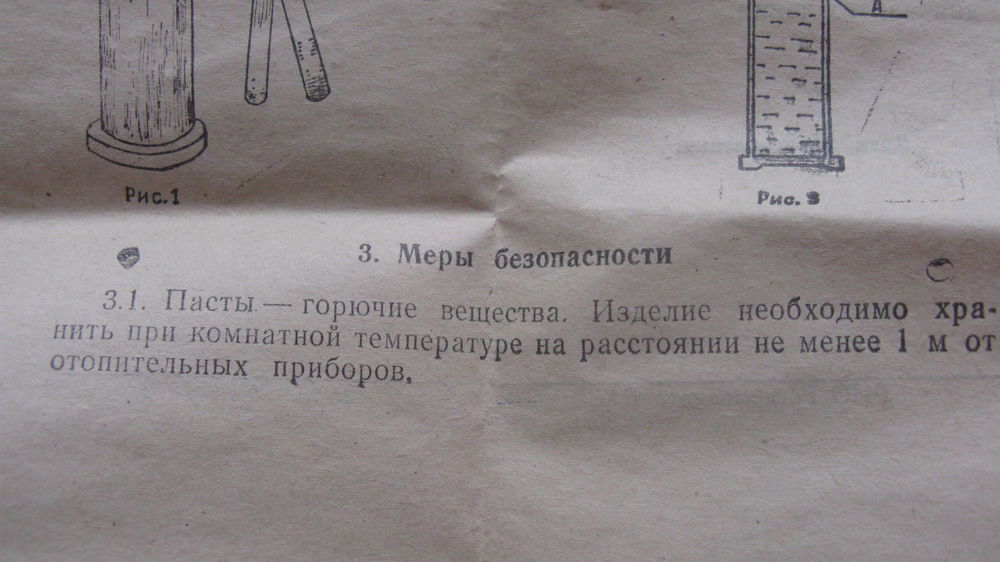 А
Рис.1
Рис. 3
3. Меры безопасности
3.1. Пасты — горючие вещества. Изделие необходимо хра-
нить при комнатной температуре на расстоянии не менее 1 м от
отопительных приборов.